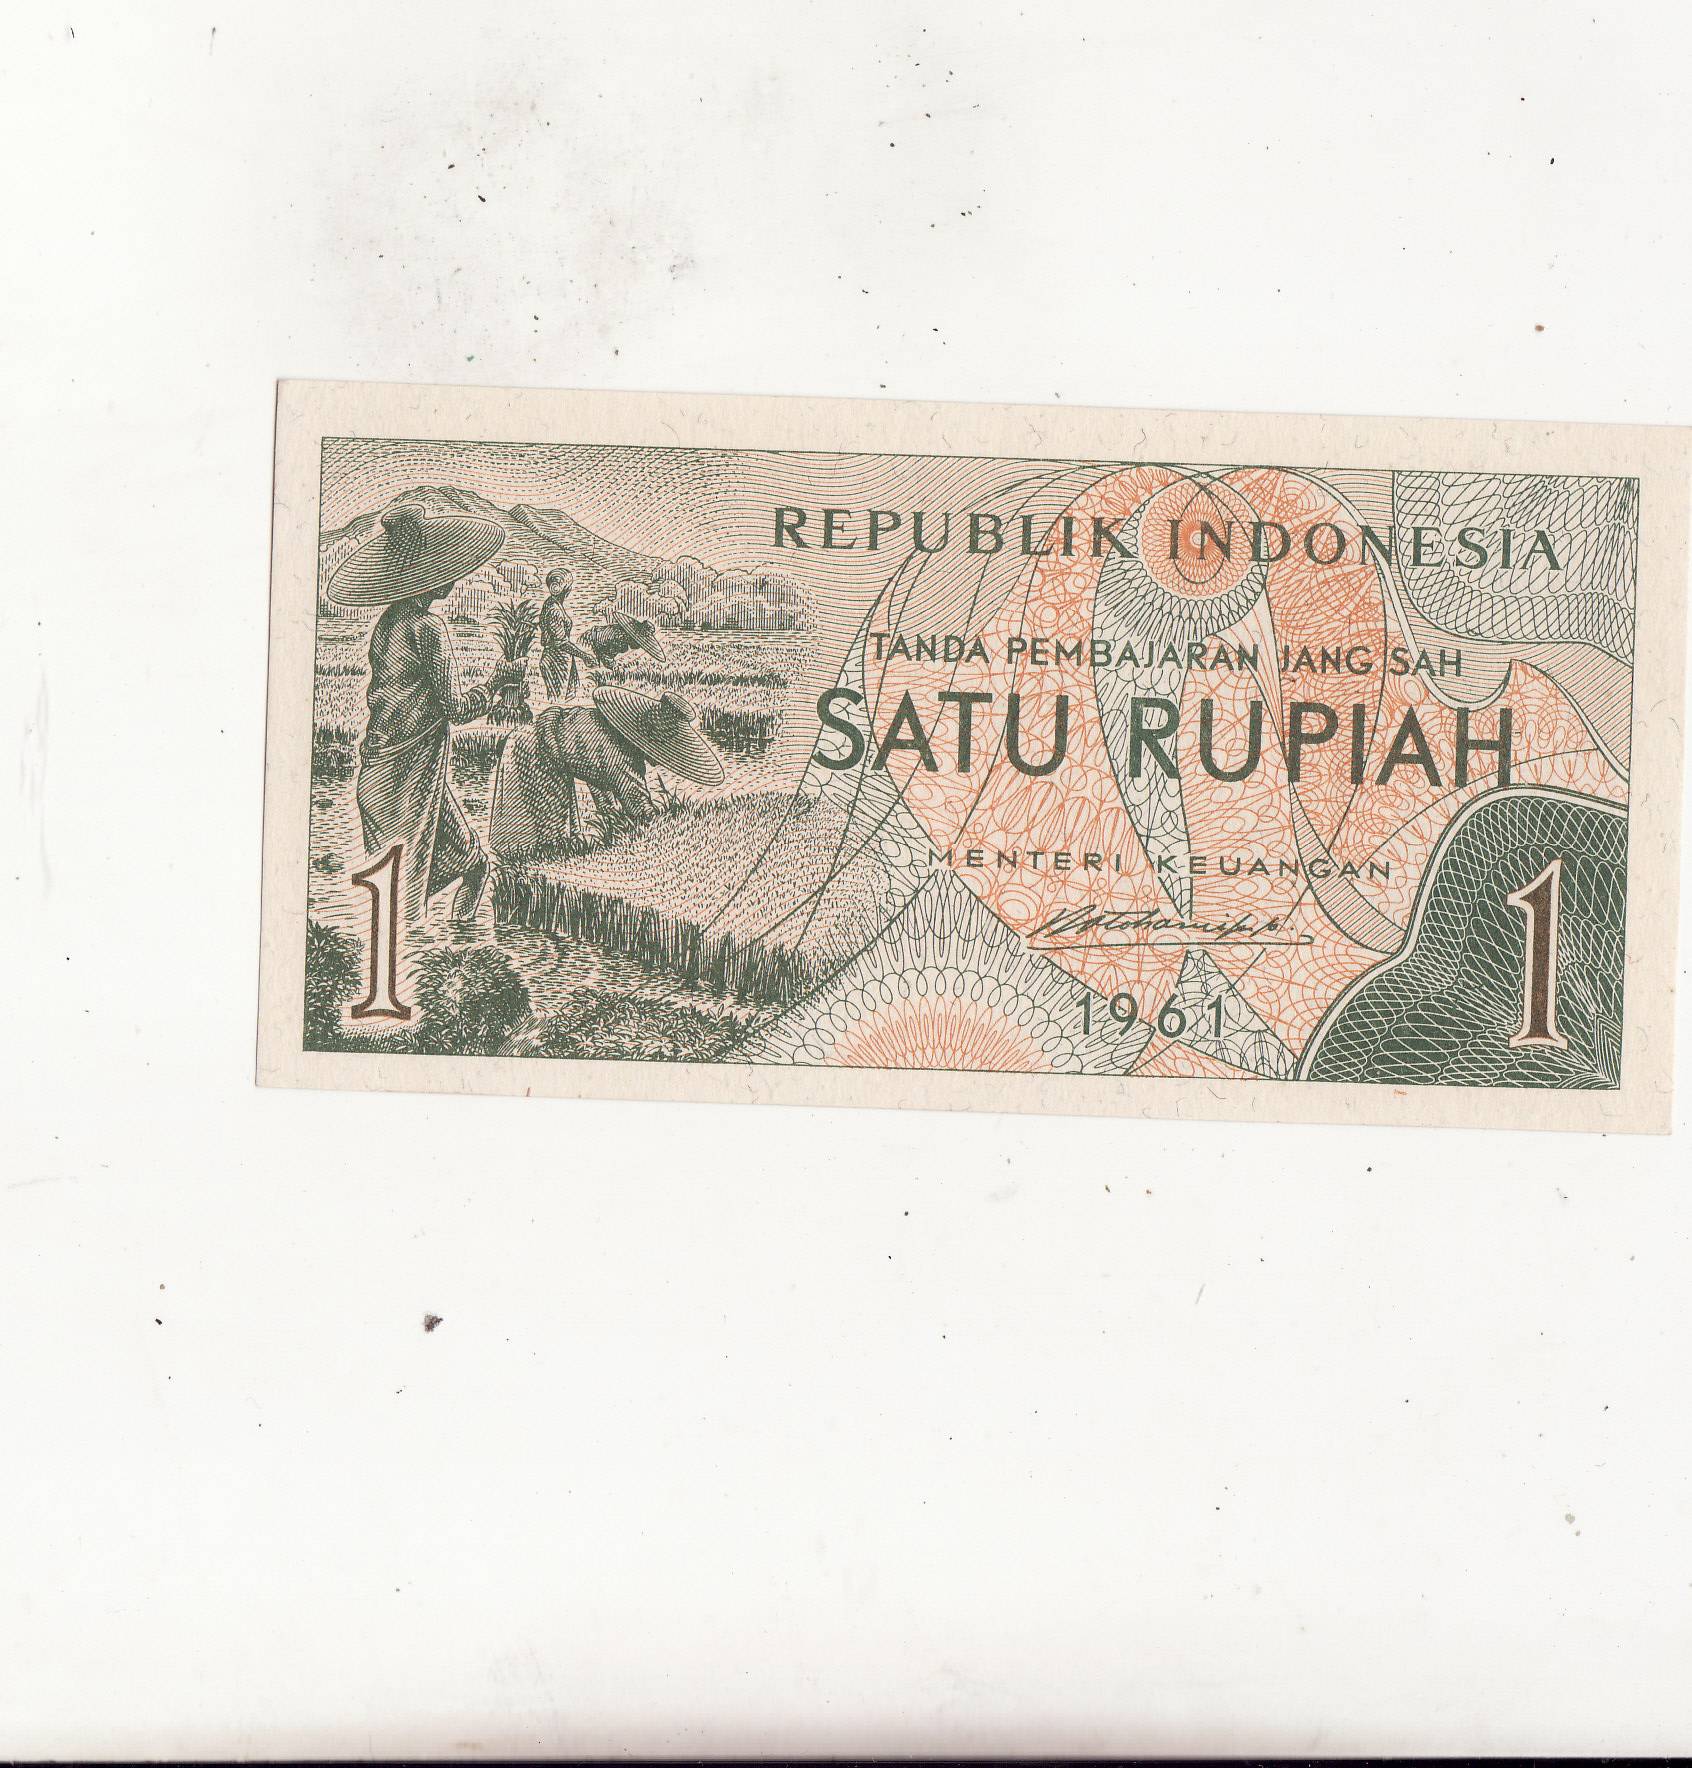 REPUBLIK INDONESIA
TANDA PEMBAJARAN JANG SAH
SATU RUPIAH
MENTERI KEUANGAN
1961
1
1